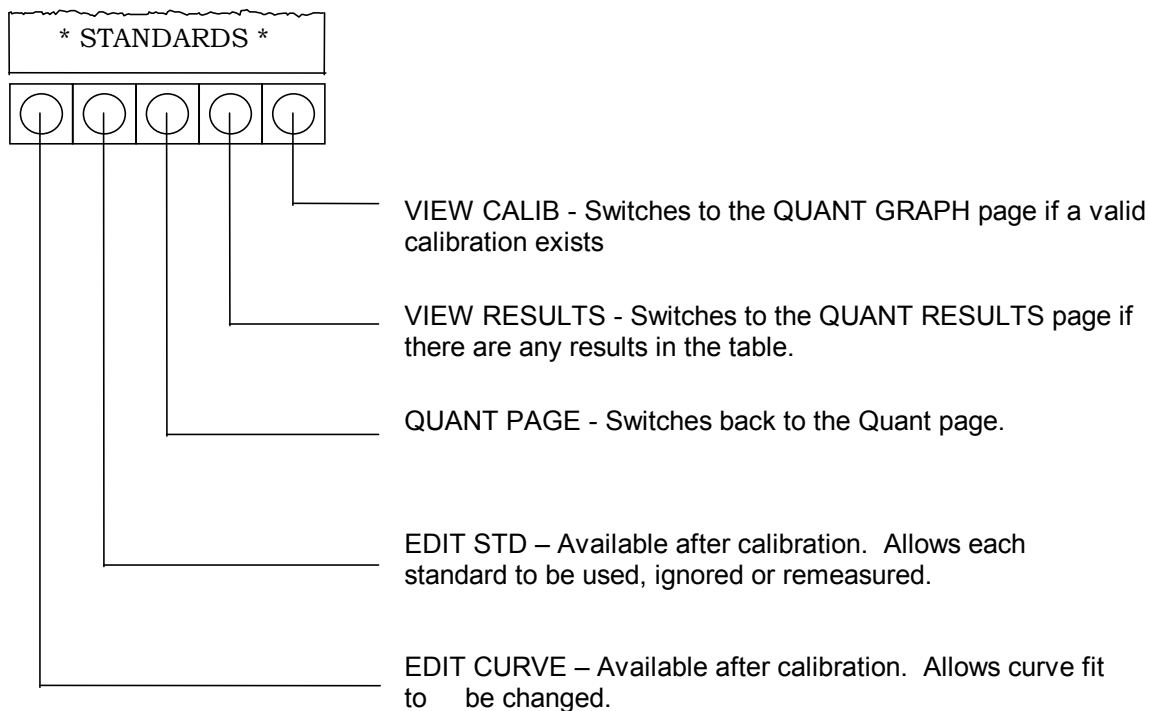 * STANDARDS *
VIEW CALIB - Switches to the QUANT GRAPH page if a valid
calibration exists
VIEW RESULTS - Switches to the QUANT RESULTS page if
there are any results in the table.
QUANT PAGE - Switches back to the Quant page.
EDIT STD – Available after calibration.  Allows each
standard to be used, ignored or remeasured.
EDIT CURVE – Available after calibration.  Allows curve fit
to     be changed.